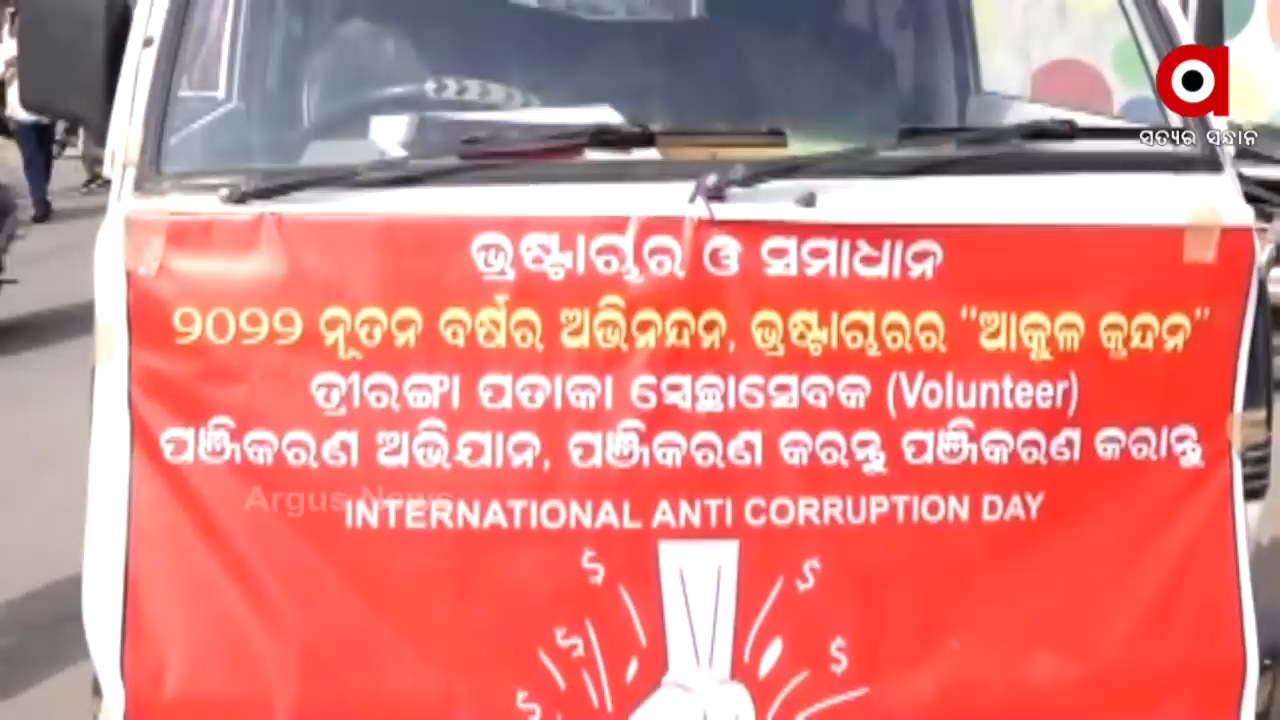 ସତ୍ୟର ସନ୍ଧାନ
ଭ୍ରଷ୍ଟାଚାର ଓ ସମାଧାନ
୨୦୨୨ ନୂତନ ବର୍ଷର ଅଭିନନ୍ଦନ, ଭ୍ରଷ୍ଟାଚାରର "ଆକୁଳ କ୍ରନ୍ଦନ"
ତ୍ରୀରଙ୍ଗା ପତାକା ସ୍ୱେଚ୍ଛାସେବକ (Volunteer)
ପଞ୍ଜିକରଣ ଅଭିଯାନ, ପଞ୍ଜିକରଣ କରନ୍ତୁ ପଞ୍ଜିକରଣ କରାନ୍ତୁ
Argus News
INTERNATIONAL ANTI CORRUPTION DAY